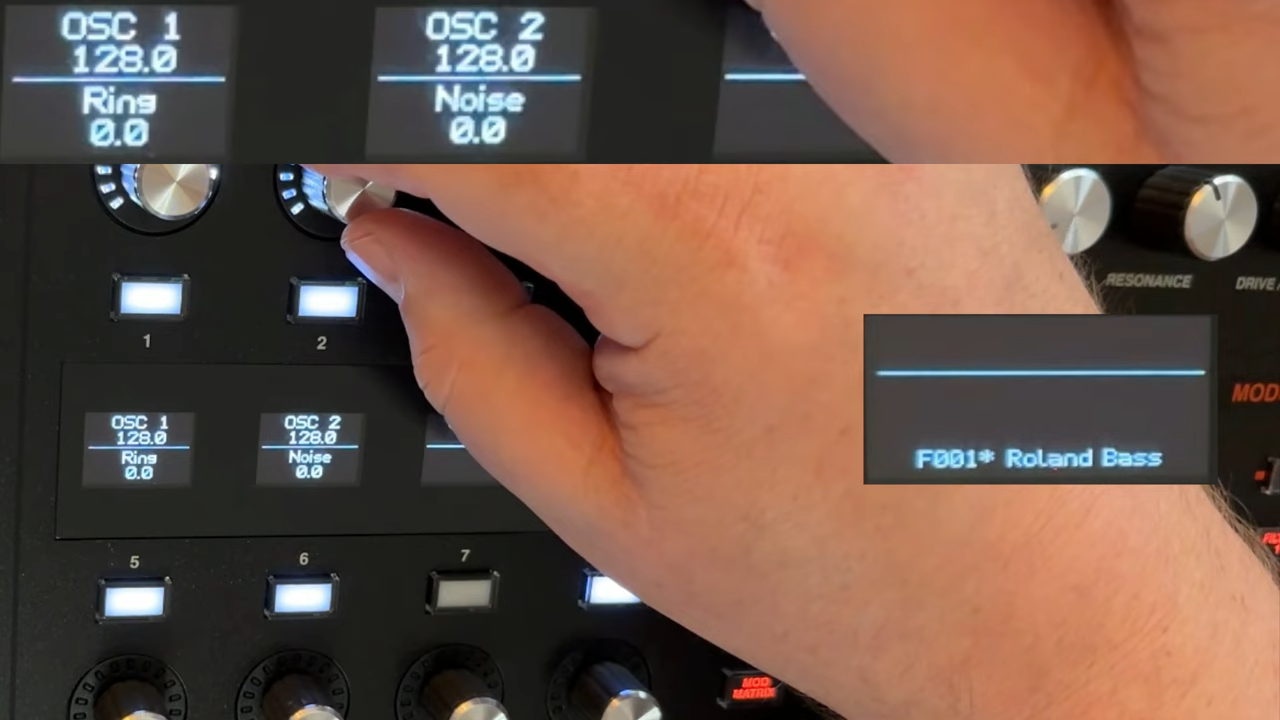 OSC 1
128.0
Ring
0.0
OSC 2
128.0
Noise
0.0
RESONANCE
DRIVE
1
2
F001* Roland Bass
MOD
OSC 1
128.0
Ring
0.0
OSC 2
128.0
Noise
0.0
5
6
7
MOD
MATRIX